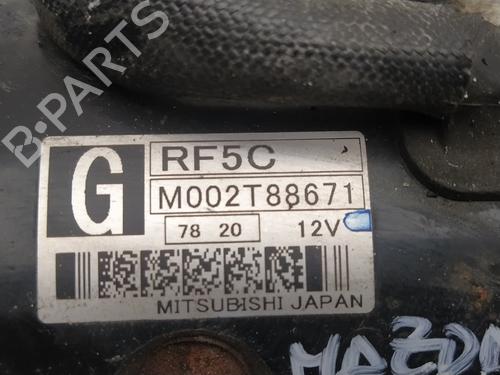 B-PARTS
G
RF5C
M002T88671
78 20
12V
MITSUBISHI JAPAN